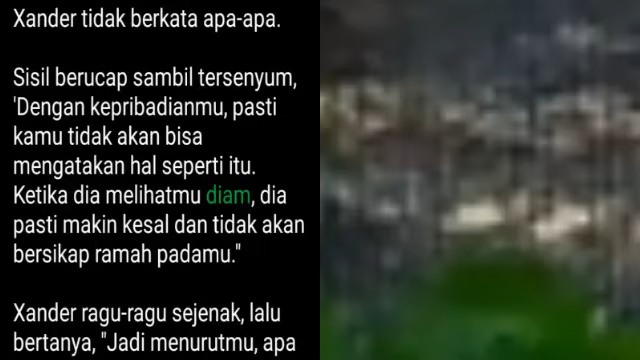 Xander tidak berkata apa-apa.
Sisil berucap sambil tersenyum,
'Dengan kepribadianmu, pasti
kamu tidak akan bisa
mengatakan hal seperti itu.
Ketika dia melihatmu diam, dia
pasti makin kesal dan tidak akan
bersikap ramah padamu."
Xander ragu-ragu sejenak, lalu
bertanya, "Jadi menurutmu, apa